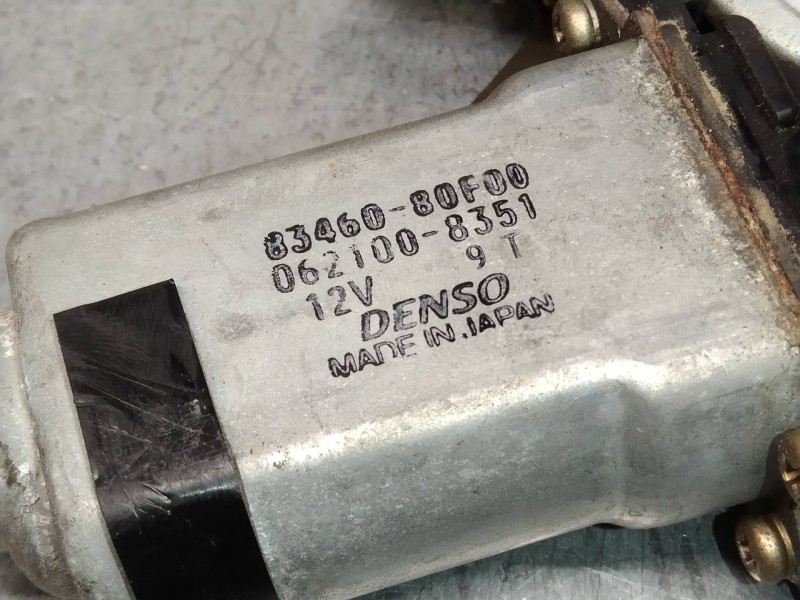 83460-80F00
062100-8351
12V 9 T
DENSO
MADE IN JAPAN